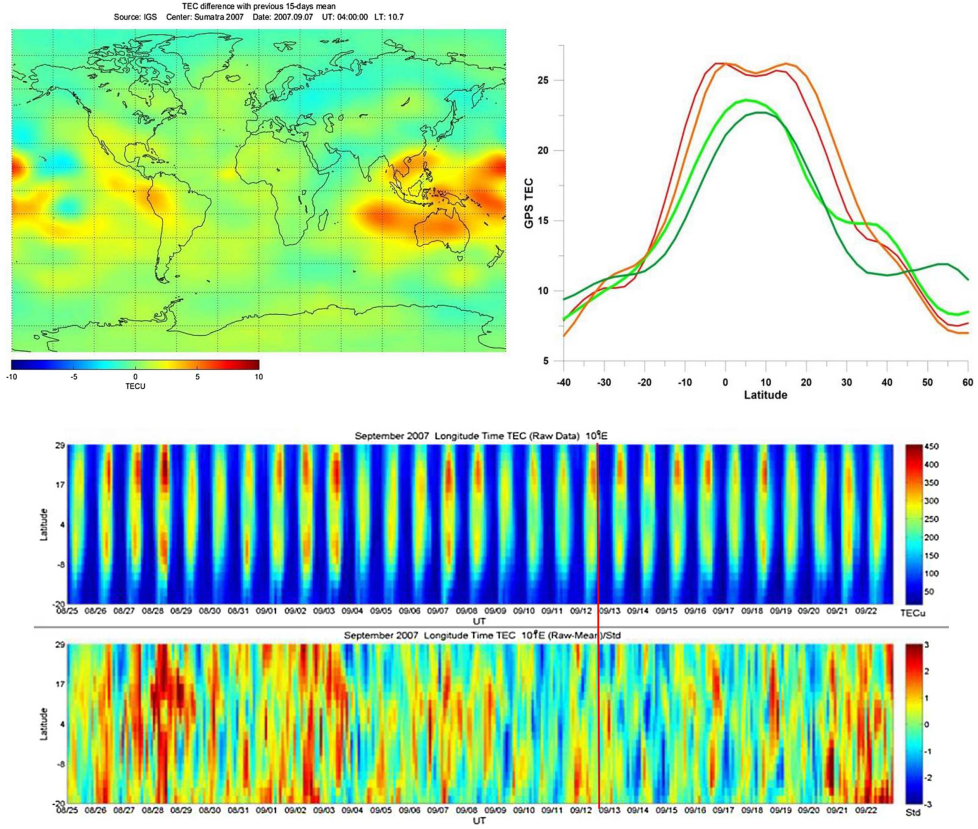 TEC difference with previous 15-days mean
Source: IGS Center: Sumatra 2007 Date: 2007.09.07 UT: 04:00:00 LT: 10.7
-10 -5 0 5 10
TECU
25
20
15
10
5
GPS TEC
-40 -30 -20 -10 0 10 20 30 40 50 60
Latitude
September 2007 Longitude Time TEC (Raw Data)
29
17
4
-8
-20
Latitude
08/25 08/26 08/27 08/28 08/29 08/30 08/31 09/01 09/02 09/03 09/04 09/05 09/06 09/07 09/08 09/09 09/10 09/11 09/12 09/13 09/14 09/15 09/16 09/17 09/18 09/19 09/20 09/21 09/22
UT
450
400
350
300
250
200
150
100
50
TECu
September 2007 Longitude Time TEC (Raw-Mean)/Std
29
17
4
-8
-20
Latitude
08/25 08/26 08/27 08/28 08/29 08/30 08/31 09/01 09/02 09/03 09/04 09/05 09/06 09/07 09/08 09/09 09/10 09/11 09/12 09/13 09/14 09/15 09/16 09/17 09/18 09/19 09/20 09/21 09/22
UT
3
2
1
0
-1
-2
-3
Std